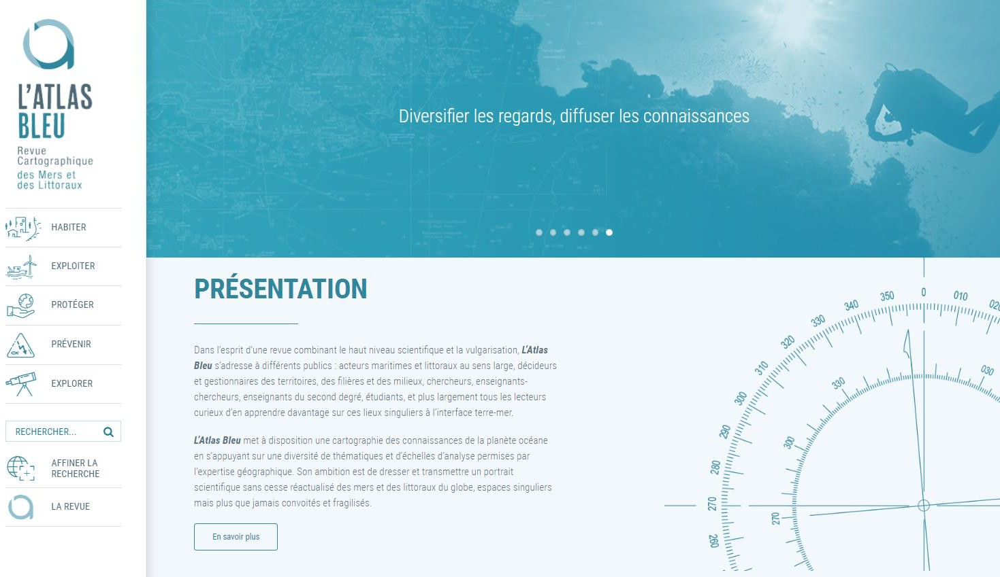 L'ATLAS
BLEU
Revue
Cartographique
des Mers et
des Littoraux
HABITER
EXPLOITER
PROTÉGER
PRÉVENIR
EXPLORER
RECHERCHER...
AFFINER LA
RECHERCHE
LA REVUE
Diversifier les regards, diffuser les connaissances
PRÉSENTATION
Dans l'esprit d'une revue combinant le haut niveau scientifique et la vulgarisation, L'Atlas
Bleu s'adresse à différents publics : acteurs maritimes et littoraux au sens large, décideurs
et gestionnaires des territoires, des filières et des milieux, chercheurs, enseignants-
chercheurs, enseignants du second degré, étudiants, et plus largement tous les lecteurs
curieux d'en apprendre davantage sur ces lieux singuliers à l'interface terre-mer.
L'Atlas Bleu met à disposition une cartographie des connaissances de la planète océane
en s'appuyant sur une diversité de thématiques et d'échelles d'analyse permises par
l'expertise géographique. Son ambition est de dresser et transmettre un portrait
scientifique sans cesse réactualisé des mers et des littoraux du globe, espaces singuliers
mais plus que jamais convoités et fragilisés.
En savoir plus
260
270
280
290
300
310
320
330
340
350
0
010
270
300
330
030